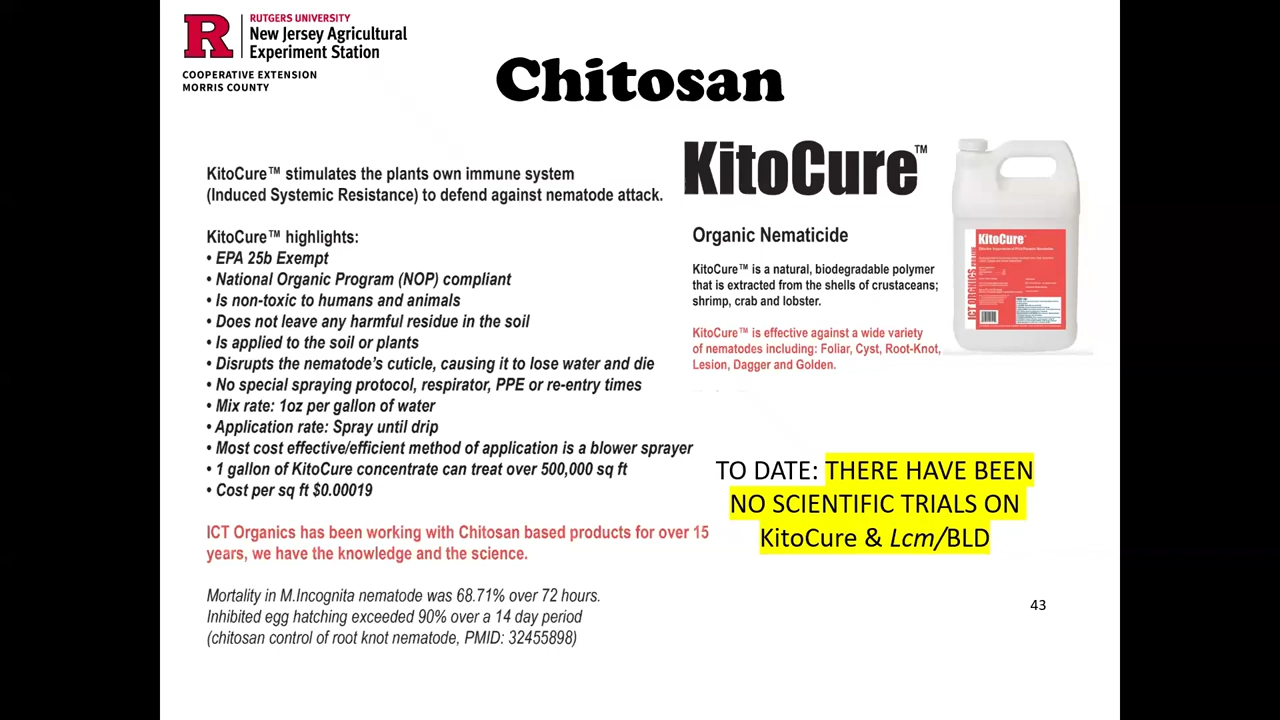 R
RUTGERS UNIVERSITY
New Jersey Agricultural
Experiment Station
COOPERATIVE EXTENSION
MORRIS COUNTY
Chitosan
KitoCure™ stimulates the plants own immune system
(Induced Systemic Resistance) to defend against nematode attack.
KitoCure™ highlights:
• EPA 25b Exempt
• National Organic Program (NOP) compliant
• Is non-toxic to humans and animals
• Does not leave any harmful residue in the soil
• Is applied to the soil or plants
• Disrupts the nematode's cuticle, causing it to lose water and die
• No special spraying protocol, respirator, PPE or re-entry times
• Mix rate: 1oz per gallon of water
• Application rate: Spray until drip
• Most cost effective/efficient method of application is a blower sprayer
• 1 gallon of KitoCure concentrate can treat over 500,000 sq ft
• Cost per sq ft $0.00019
ICT Organics has been working with Chitosan based products for over 15
years, we have the knowledge and the science.
Mortality in M.Incognita nematode was 68.71% over 72 hours.
Inhibited egg hatching exceeded 90% over a 14 day period
(chitosan control of root knot nematode, PMID: 32455898)
KitoCure™
Organic Nematicide
KitoCure™ is a natural, biodegradable polymer
that is extracted from the shells of crustaceans;
shrimp, crab and lobster.
KitoCure™ is effective against a wide variety
of nematodes including: Foliar, Cyst, Root-Knot,
Lesion, Dagger and Golden.
KitoCure
ICT ORGANICS
TO DATE: THERE HAVE BEEN
NO SCIENTIFIC TRIALS ON
KitoCure & Lcm/BLD
43